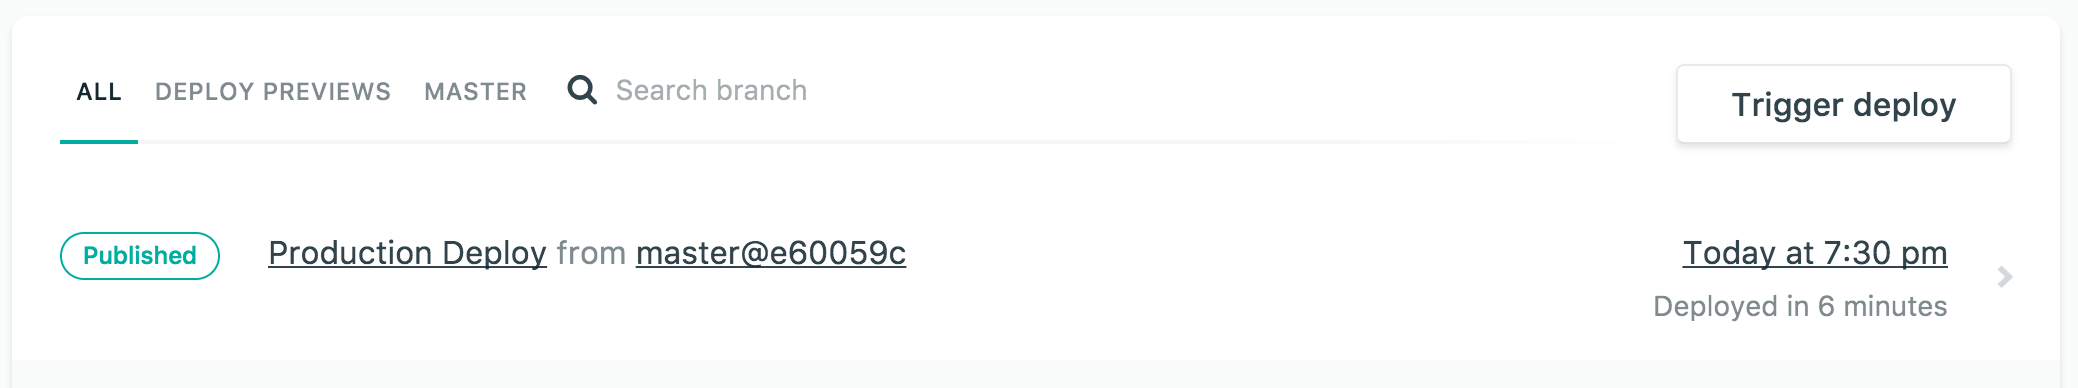 ALL DEPLOY PREVIEWS MASTER Search branch Trigger deploy
Published Production Deploy from master@e60059c Today at 7:30 pm
Deployed in 6 minutes